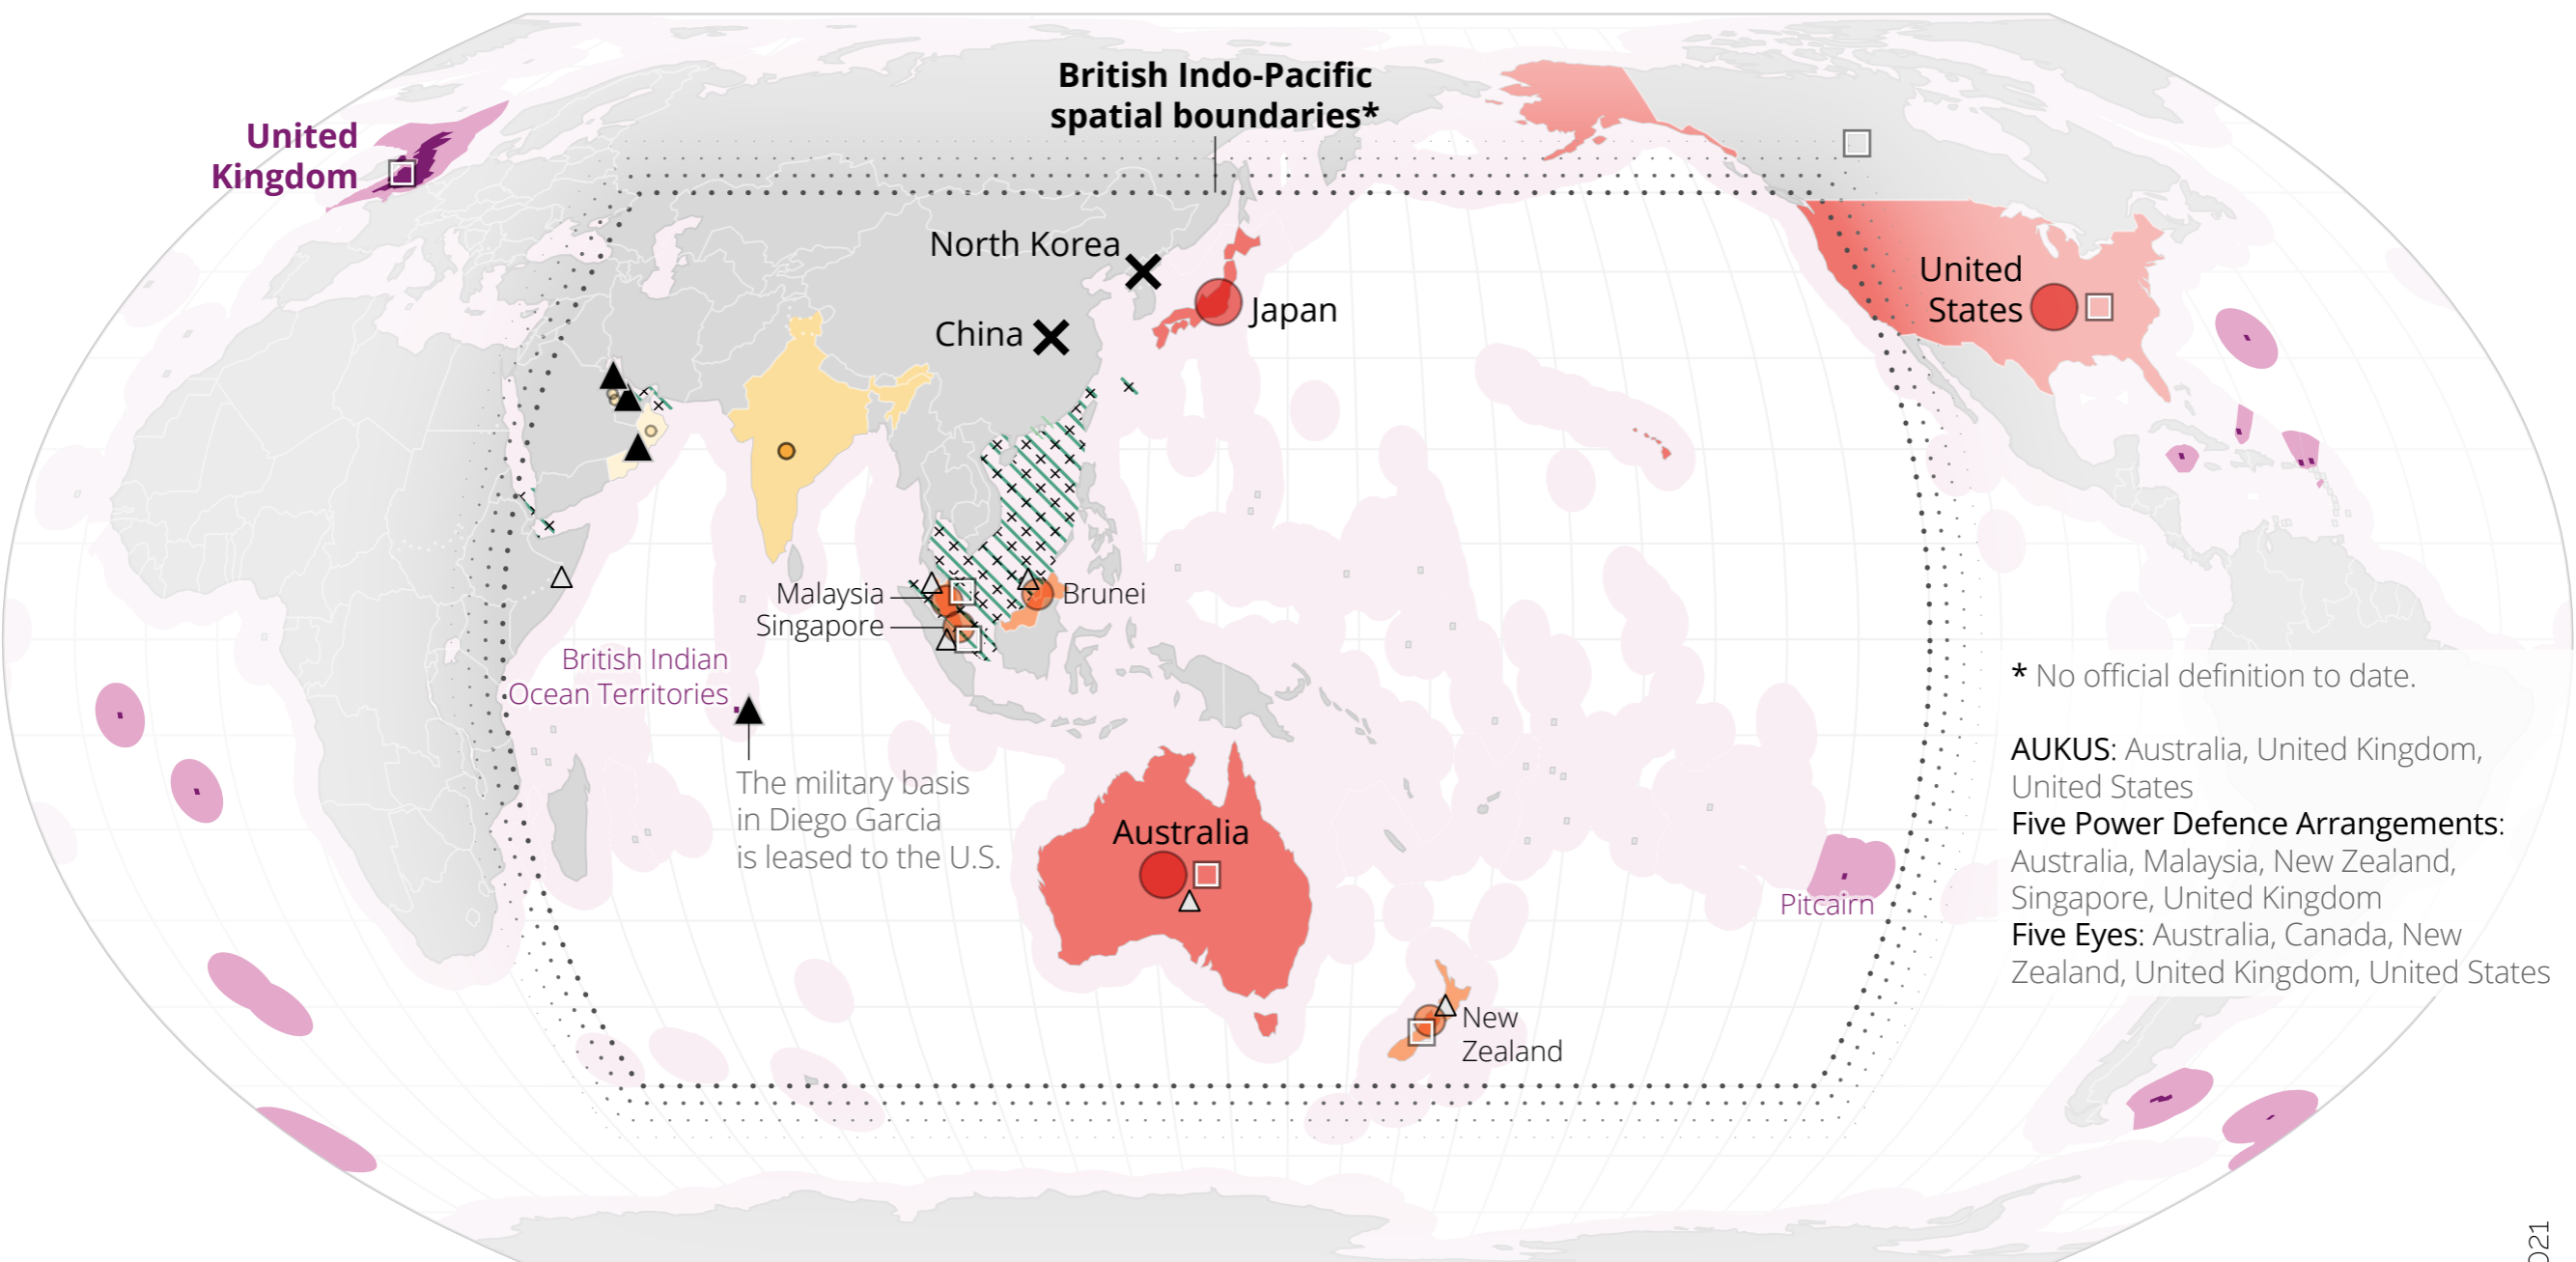 British Indo-Pacific
spatial boundaries*
United
Kingdom
North Korea
China
Japan
United
States
Malaysia
Singapore
Brunei
British Indian
Ocean Territories
The military basis
in Diego Garcia
is leased to the U.S.
Australia
Pitcairn
New
Zealand
* No official definition to date.
AUKUS: Australia, United Kingdom,
United States
Five Power Defence Arrangements:
Australia, Malaysia, New Zealand,
Singapore, United Kingdom
Five Eyes: Australia, Canada, New
Zealand, United Kingdom, United States